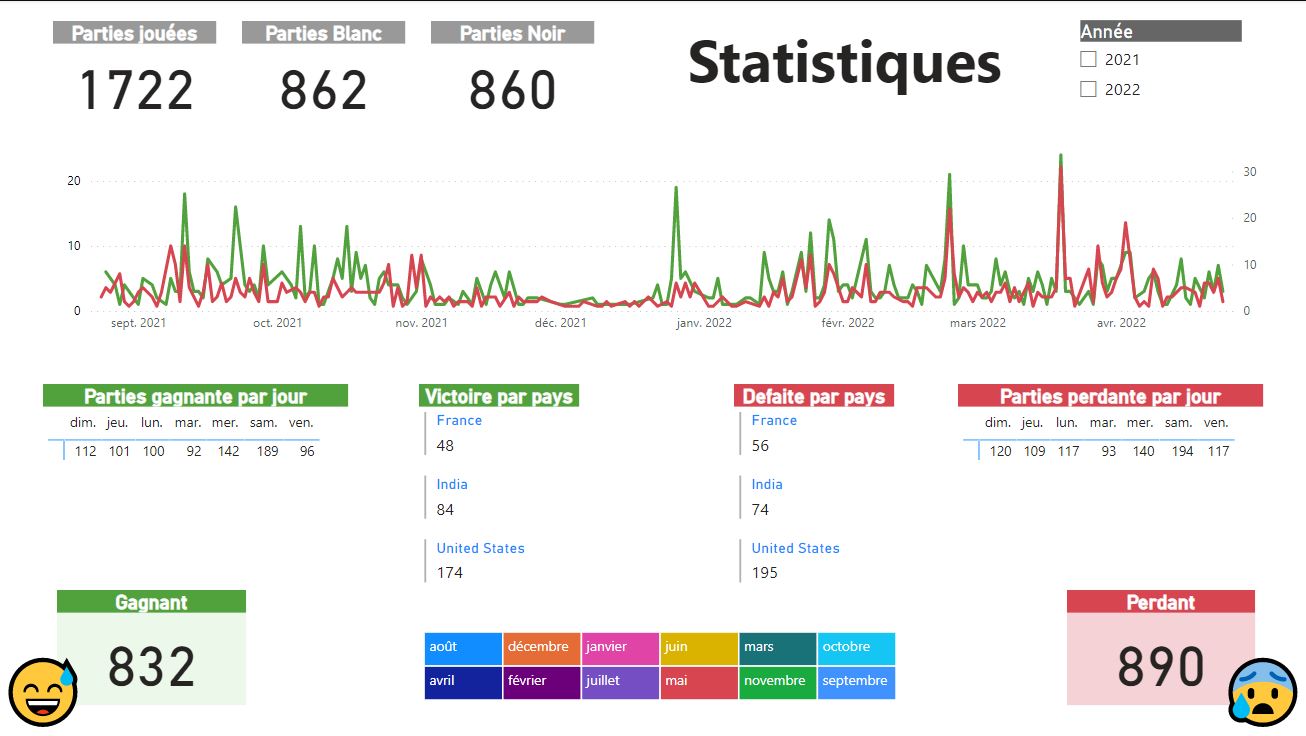 Parties jouées
1722
Parties Blanc
862
Parties Noir
860
Statistiques
Année
2021
2022
20
10
0
30
20
10
0
sept. 2021 oct. 2021 nov. 2021 déc. 2021 janv. 2022 févr. 2022 mars 2022 avr. 2022
Parties gagnante par jour
dim. jeu. lun. mar. mer. sam. ven.
112 101 100 92 142 189 96
Victoire par pays
France
48
India
84
United States
174
Defaite par pays
France
56
India
74
United States
195
Parties perdante par jour
dim. jeu. lun. mar. mer. sam. ven.
120 109 117 93 140 194 117
Gagnant
832
août décembre janvier juin mars octobre
avril février juillet mai novembre septembre
Perdant
890